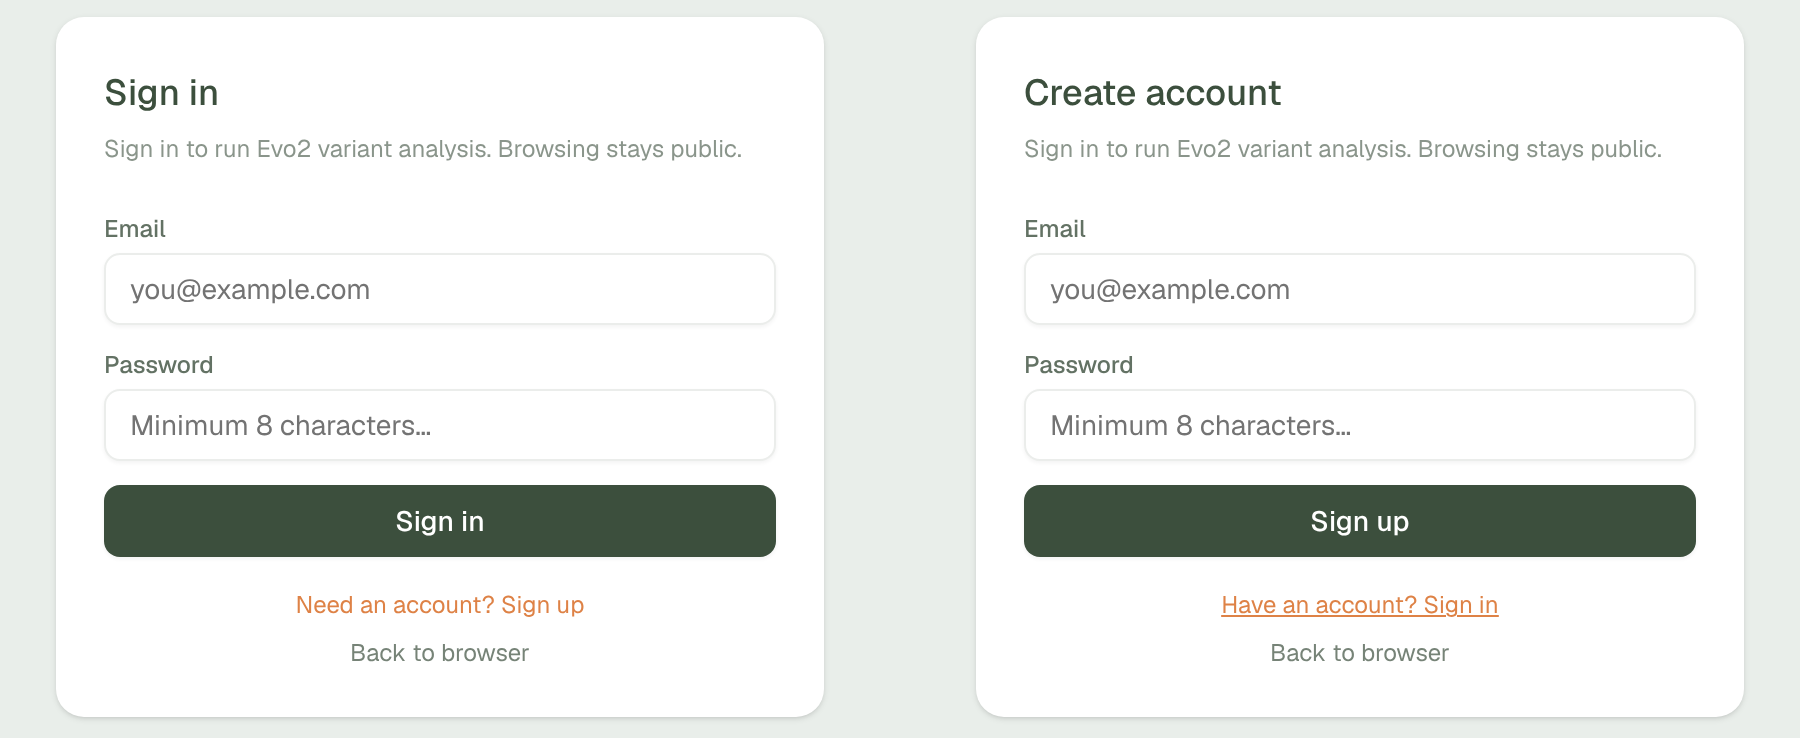 Sign in
Sign in to run Evo2 variant analysis. Browsing stays public.
Email
you@example.com
Password
Minimum 8 characters...
Sign in
Need an account? Sign up
Back to browser
Create account
Sign in to run Evo2 variant analysis. Browsing stays public.
Email
you@example.com
Password
Minimum 8 characters...
Sign up
Have an account? Sign in
Back to browser